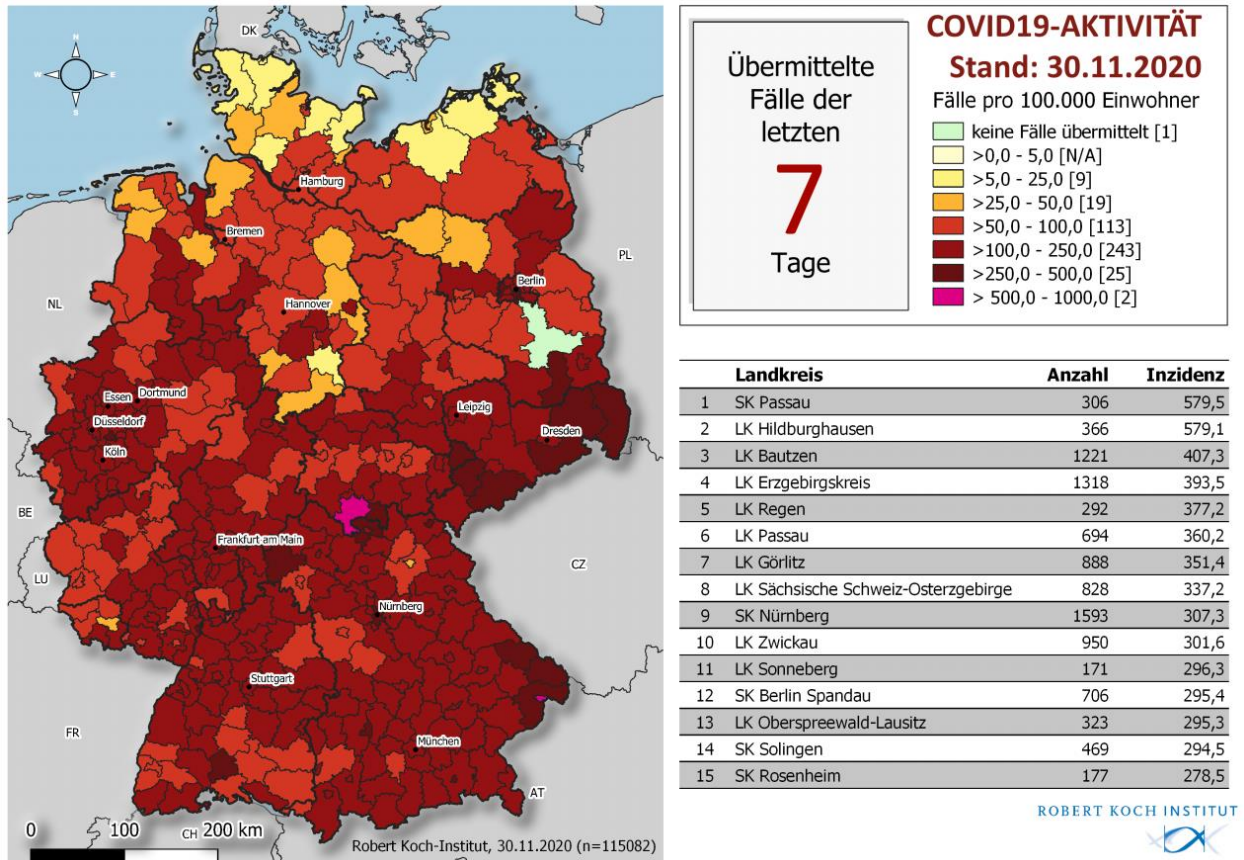 DK
N
W
E
S
Hamburg
Bremen
PL
Berlin
NL
Hannover
Essen
Dortmund
Düsseldorf
Leipzig
Köln
Dresden
BE
Frankfurt am Main
LU
CZ
Nürnberg
Stuttgart
FR
München
AT
0 100 CH 200 km
Robert Koch-Institut, 30.11.2020 (n=115082)
Übermittelte
Fälle der
letzten
7
Tage
COVID19-AKTIVITÄT
Stand: 30.11.2020
Fälle pro 100.000 Einwohner
keine Fälle übermittelt [1]
>0,0 - 5,0 [N/A]
>5,0 - 25,0 [9]
>25,0 - 50,0 [19]
>50,0 - 100,0 [113]
>100,0 - 250,0 [243]
>250,0 - 500,0 [25]
> 500,0 - 1000,0 [2]
Landkreis Anzahl Inzidenz
1 SK Passau 306 579,5
2 LK Hildburghausen 366 579,1
3 LK Bautzen 1221 407,3
4 LK Erzgebirgskreis 1318 393,5
5 LK Regen 292 377,2
6 LK Passau 694 360,2
7 LK Görlitz 888 351,4
8 LK Sächsische Schweiz-Osterzgebirge 828 337,2
9 SK Nürnberg 1593 307,3
10 LK Zwickau 950 301,6
11 LK Sonneberg 171 296,3
12 SK Berlin Spandau 706 295,4
13 LK Oberspreewald-Lausitz 323 295,3
14 SK Solingen 469 294,5
15 SK Rosenheim 177 278,5
ROBERT KOCH INSTITUT